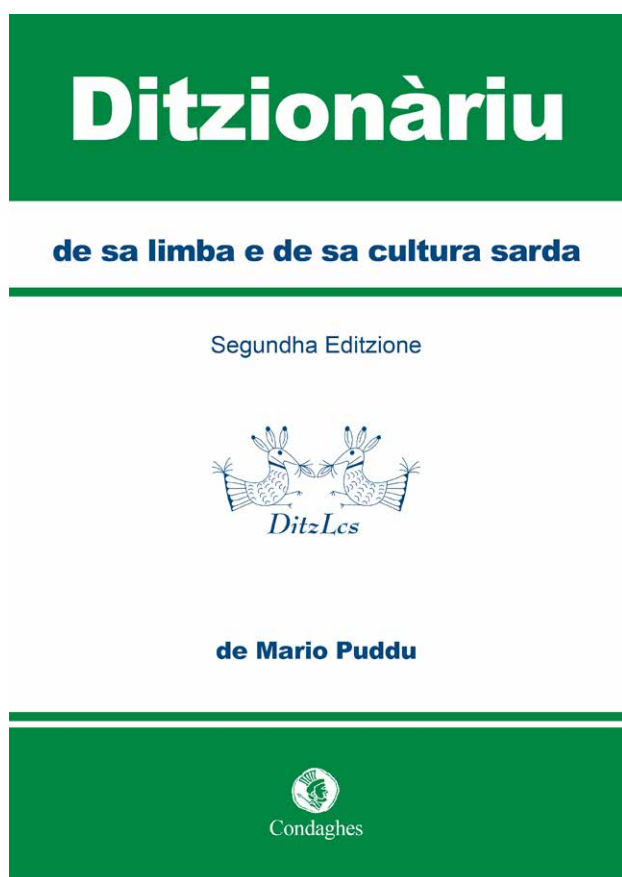 Ditzionàriu
de sa limba e de sa cultura sarda
Segundha Editzione
DitzLcs
de Mario Puddu
Condaghes